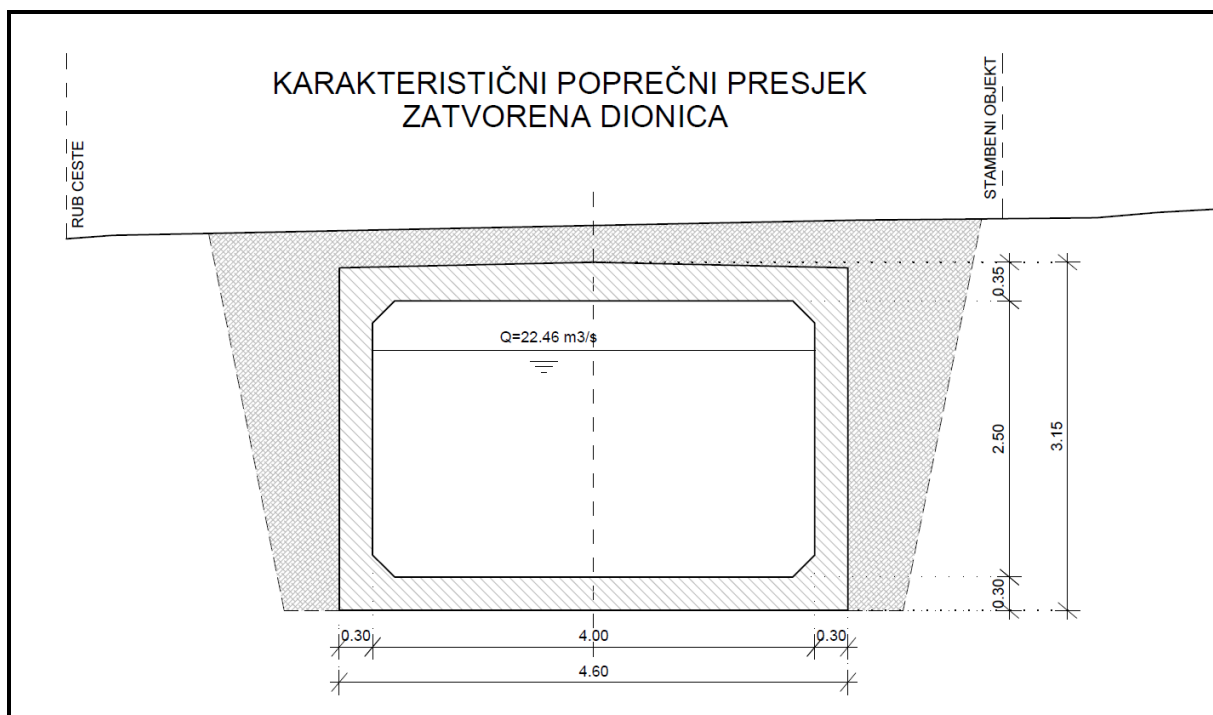 KARAKTERISTIČNI POPREČNI PRESJEK
ZATVORENA DIONICA
RUB CESTE
STAMBENI OBJEKT
Q=22.46 m3/s
0.35
2.50
3.15
0.30
0.30
4.00
0.30
4.60